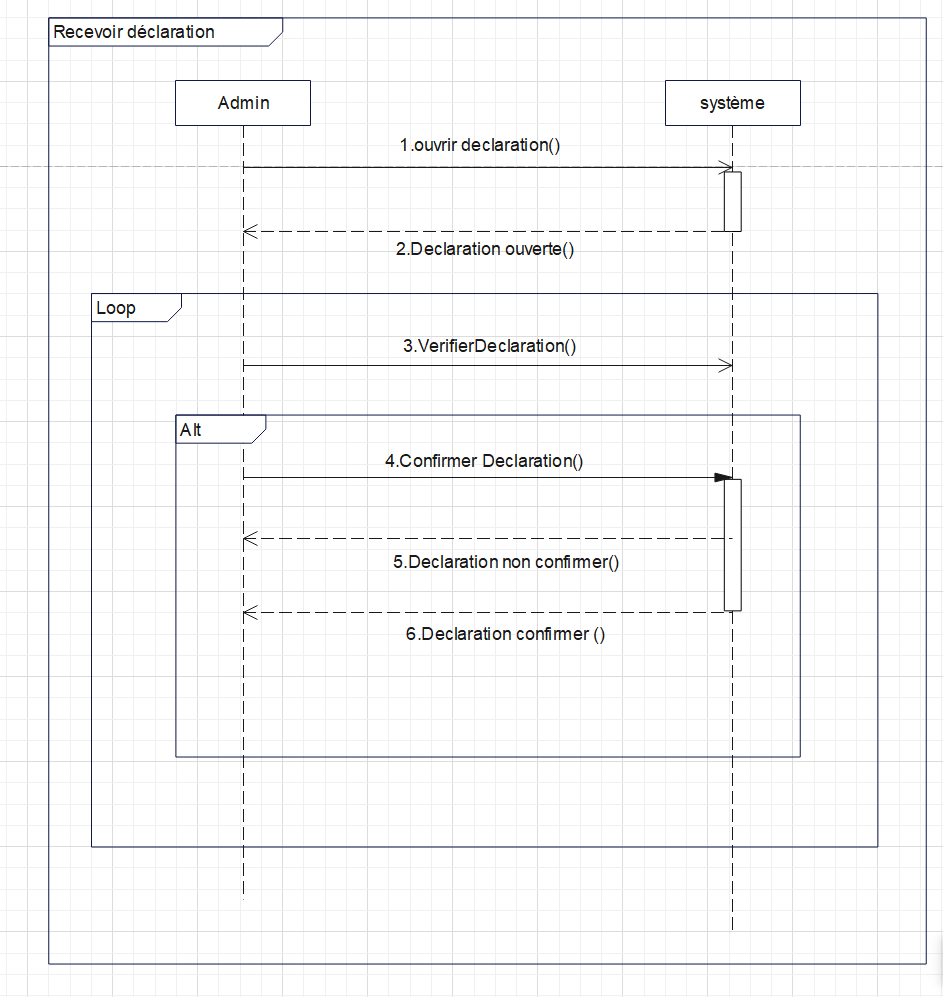 Recevoir déclaration
Admin
système
1.ouvrir declaration()
2.Declaration ouverte()
Loop
3.VerifierDeclaration()
Alt
4.Confirmer Declaration()
5.Declaration non confirmer()
6.Declaration confirmer ()